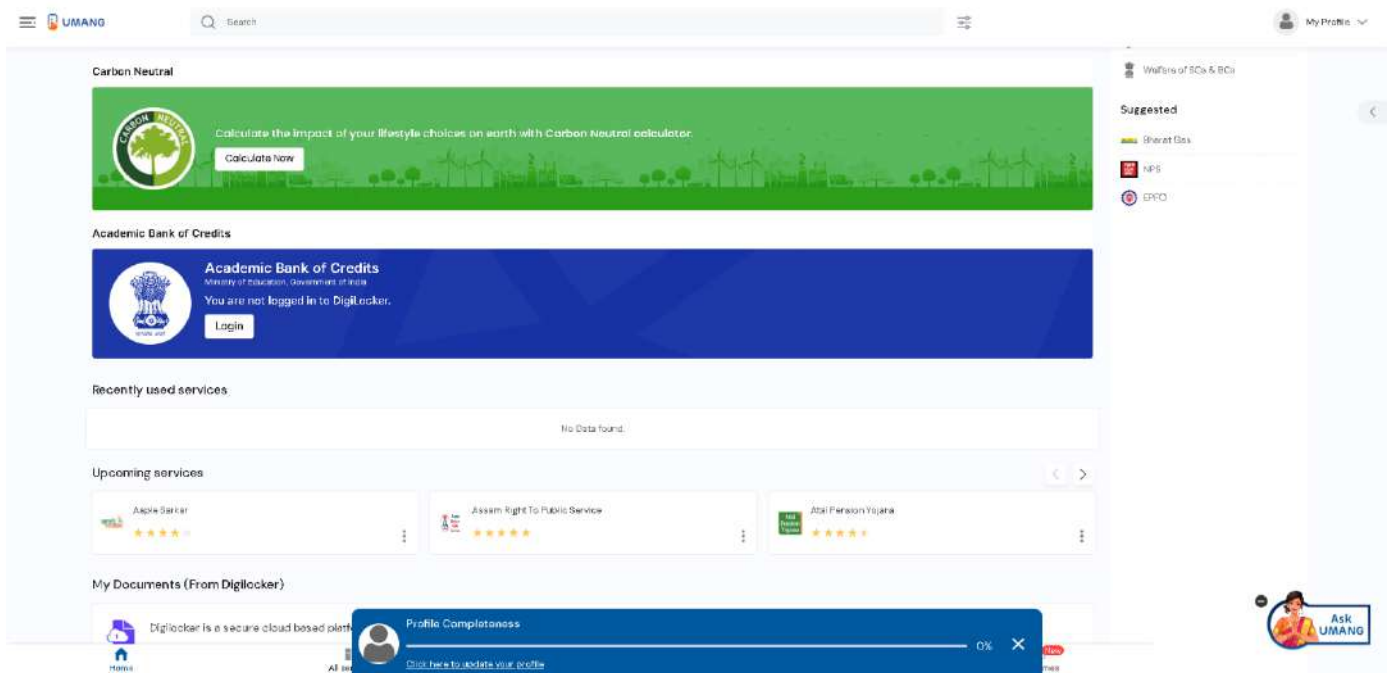 UMANG
Search
My Profile
Carbon Neutral
CARBON NEUTRAL
Calculate the impact of your lifestyle choices on earth with Carbon Neutral calculator.
Calculate Now
Welfare of SCs & BCs
Suggested
Bharat Gas
NPS
EPFO
Academic Bank of Credits
Academic Bank of Credits
Ministry of Education, Government of India
You are not logged in to DigiLocker.
Login
Recently used services
No Data found.
Upcoming services
Aaple Sarkar
Assam Right To Public Service
Atal Pension Yojana
My Documents (From Digilocker)
Digilocker is a secure cloud based
Profile Completeness
0%
Click here to update your profile
Home
All
New
Ask
UMANG